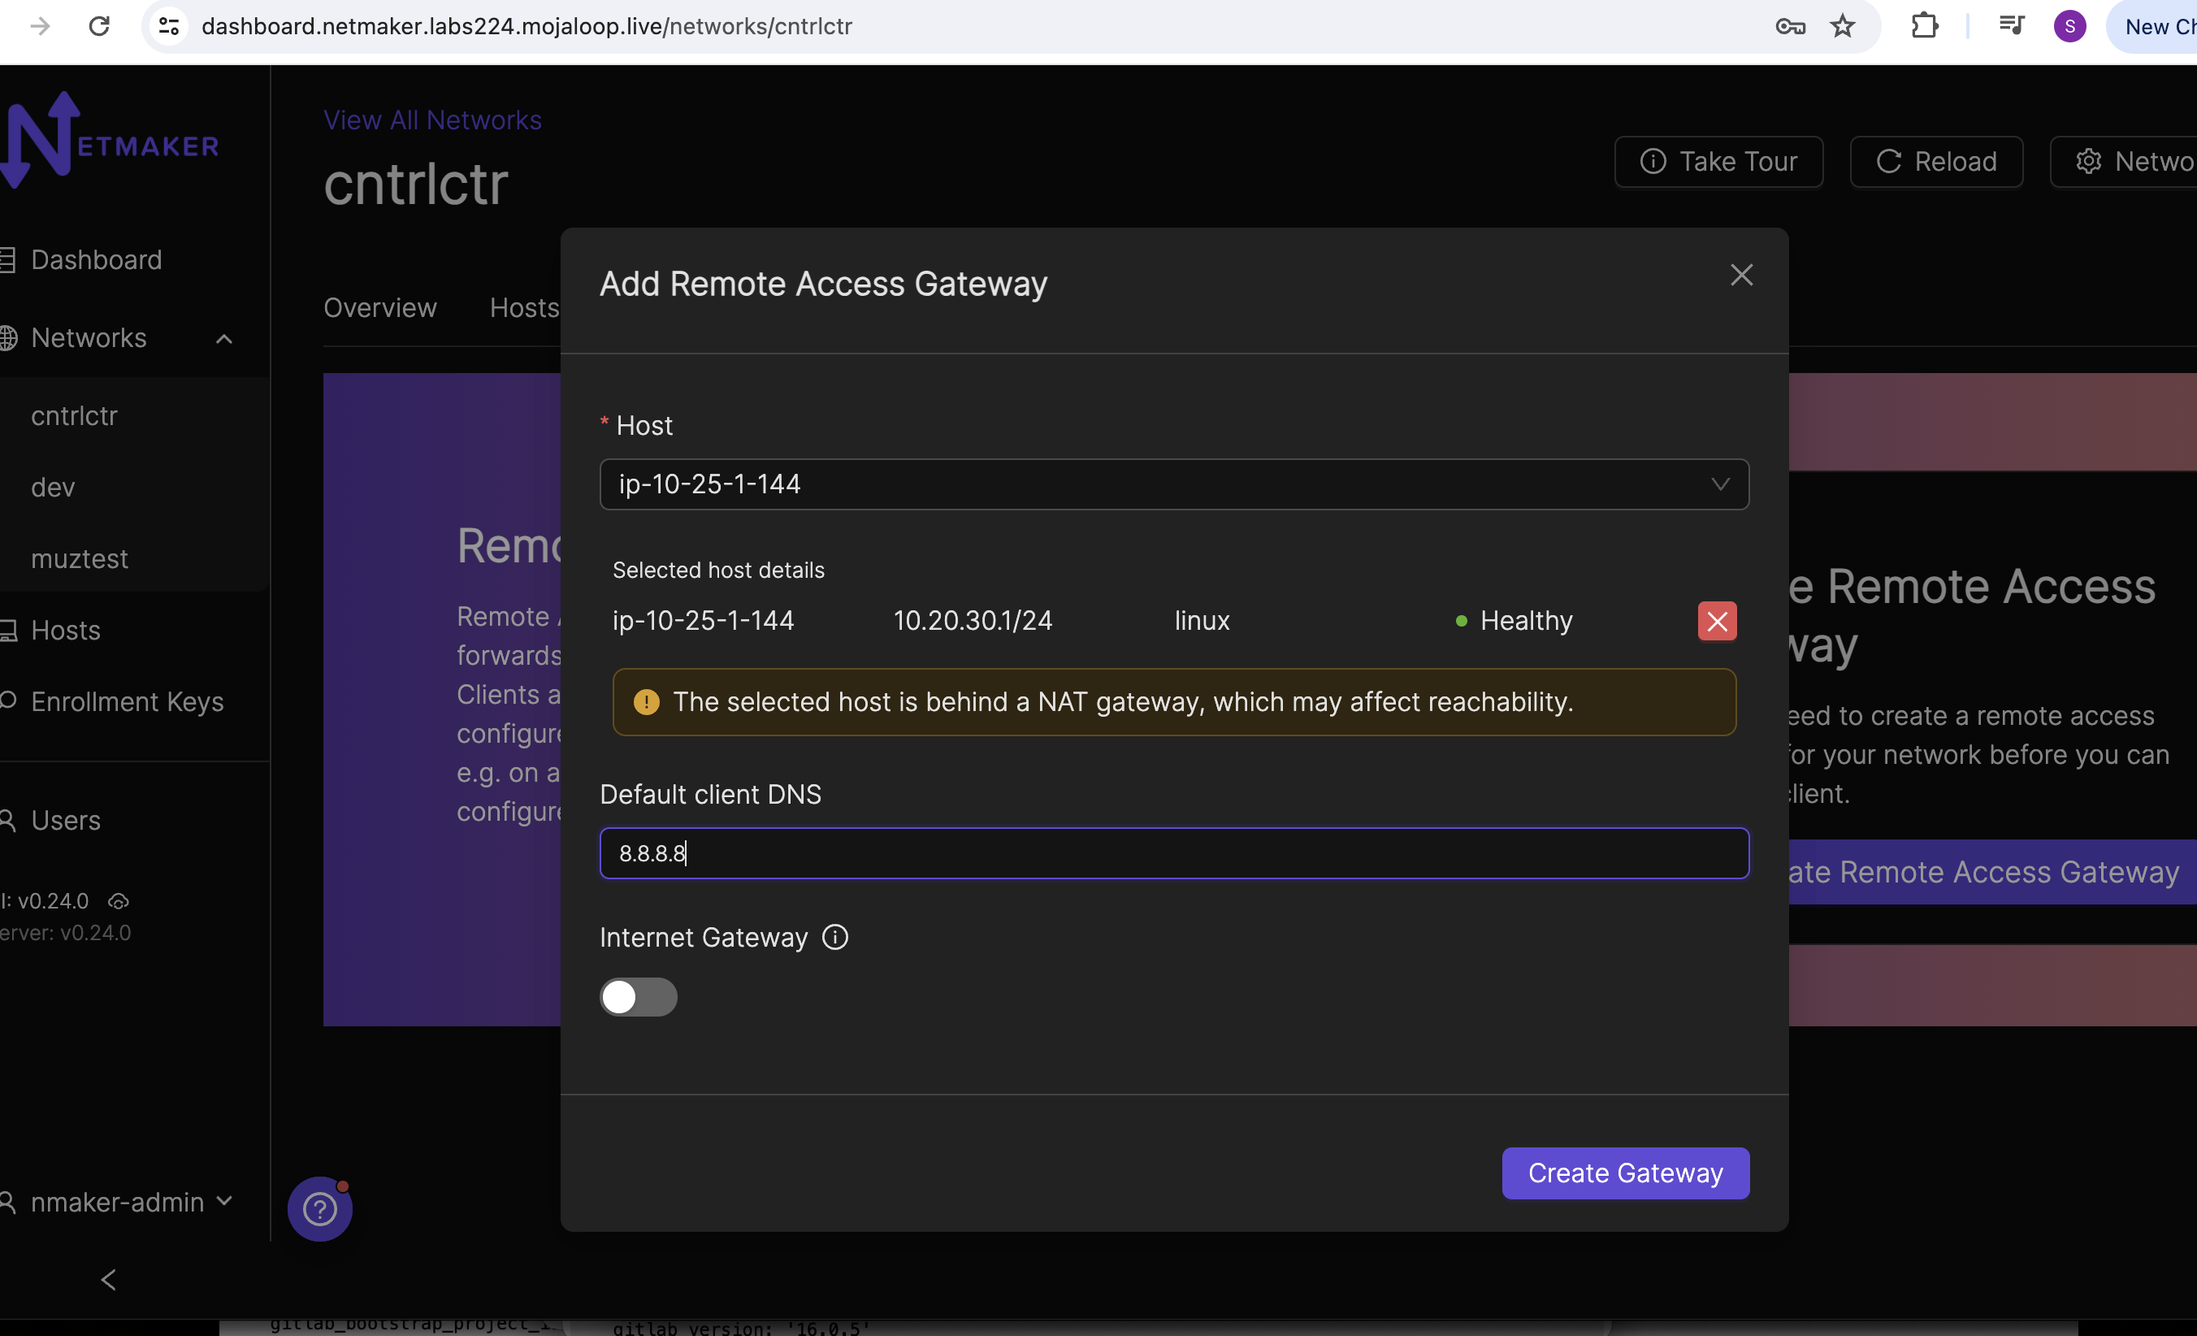 dashboard.netmaker.labs224.mojaloop.live/networks/cntrlctr
S
New Ch
NETMAKER
View All Networks
cntrlctr
Take Tour
Reload
Netwo
Dashboard
Networks
cntrlctr
dev
muztest
Hosts
Enrollment Keys
Users
I: v0.24.0
erver: v0.24.0
nmaker-admin
Overview
Hosts
Remo
Remote A
forwards
Clients a
configure
e.g. on a
configure
Add Remote Access Gateway
* Host
ip-10-25-1-144
Selected host details
ip-10-25-1-144 10.20.30.1/24 linux Healthy
The selected host is behind a NAT gateway, which may affect reachability.
Default client DNS
8.8.8.8
Internet Gateway
Create Gateway
e Remote Access
way
eed to create a remote access
for your network before you can
client.
ate Remote Access Gateway
gitlab_bootstrap_project_
gitlab_version: '16.0.5'